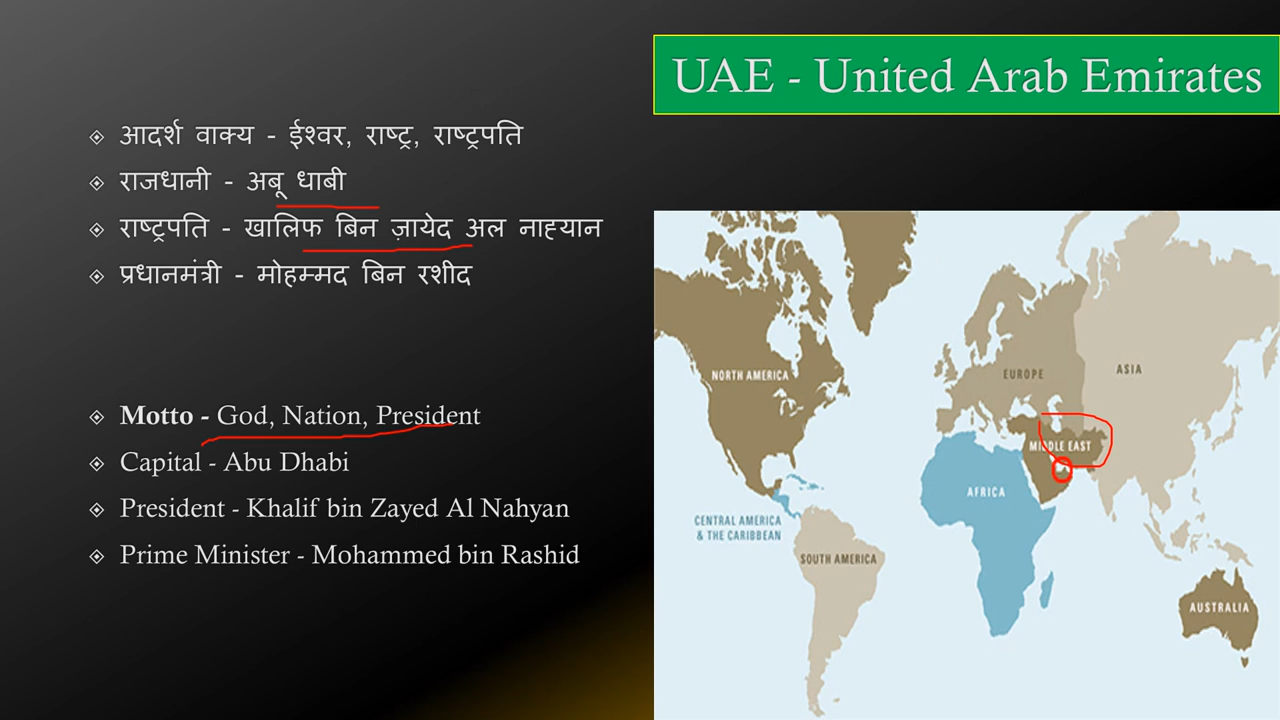 UAE - United Arab Emirates
आदर्श वाक्य - ईश्वर, राष्ट्र, राष्ट्रपति
राजधानी - अबू धाबी
राष्ट्रपति - खालिफ बिन ज़ायेद अल नाह्यान
प्रधानमंत्री - मोहम्मद बिन रशीद
Motto - God, Nation, President
Capital - Abu Dhabi
President - Khalif bin Zayed Al Nahyan
Prime Minister - Mohammed bin Rashid
NORTH AMERICA
EUROPE
ASIA
MIDDLE EAST
AFRICA
CENTRAL AMERICA
& THE CARIBBEAN
SOUTH AMERICA
AUSTRALIA